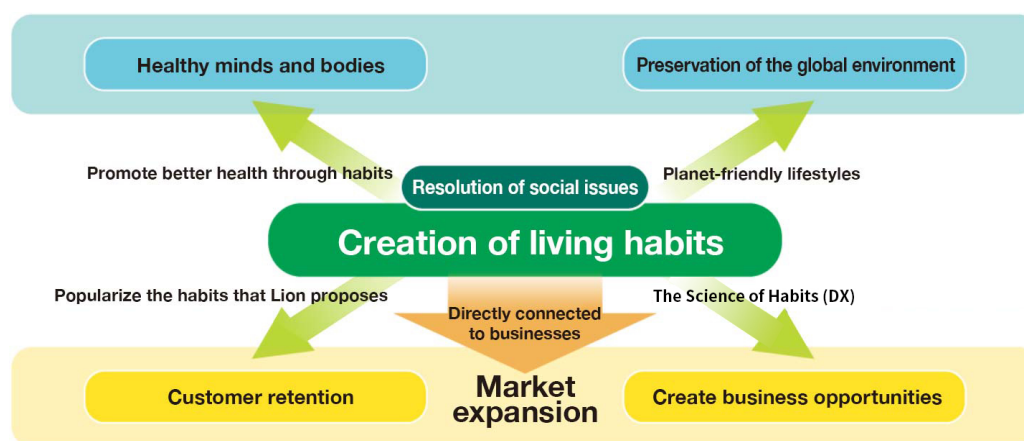 Healthy minds and bodies
Preservation of the global environment
Promote better health through habits
Resolution of social issues
Planet-friendly lifestyles
Creation of living habits
Popularize the habits that Lion proposes
Directly connected
to businesses
The Science of Habits (DX)
Customer retention
Market
expansion
Create business opportunities